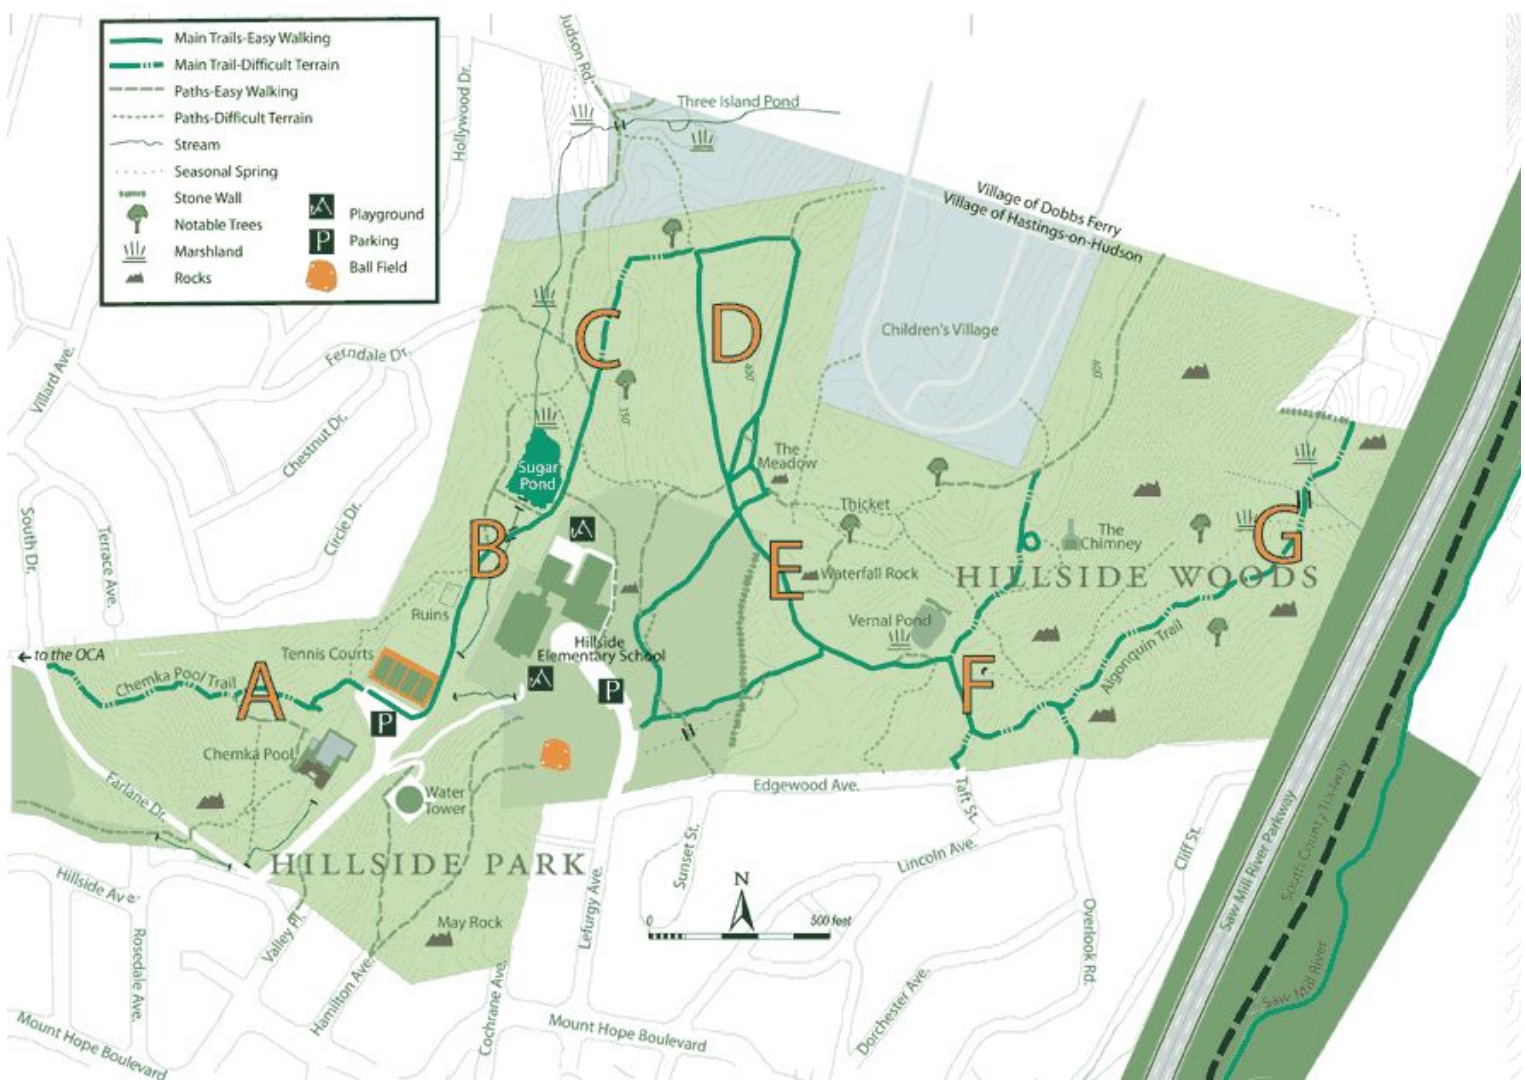 Main Trails-Easy Walking
Main Trail-Difficult Terrain
Paths-Easy Walking
Paths-Difficult Terrain
Stream
Seasonal Spring
Stone Wall
Notable Trees
Marshland
Rocks
Playground
P
Parking
Ball Field
Judson Rd.
Hollywood Dr.
Three Island Pond
Village of Dobbs Ferry
Village of Hastings-on-Hudson
Children's Village
Villard Ave.
Ferndale Dr.
C
D
400'
400'
350'
Chestnut Dr.
Circle Dr.
Sugar
Pond
The
Meadow
Thicket
South Dr.
Terrace Ave.
B
E
The
Chimney
G
Waterfall Rock
HILLSIDE WOODS
Ruins
Vernal Pond
Hillside
Elementary School
← to the OCA
Tennis Courts
Chemka Pool Trail
A
P
P
F
Algonquin Trail
Chemka Pool
Farlane Dr.
Water
Tower
Edgewood Ave.
Taft St.
HILLSIDE PARK
Sunset St.
Lincoln Ave.
Cliff St.
Saw Mill River Parkway
South County Trailway
Saw Mill River
Hillside Ave
Rosedale Ave.
Valley Pl.
Hamilton Ave.
May Rock
Cochrane Ave.
Lefurgy Ave.
N
0
500 feet
Overlook Rd.
Dorchester Ave.
Mount Hope Boulevard
Mount Hope Boulevard